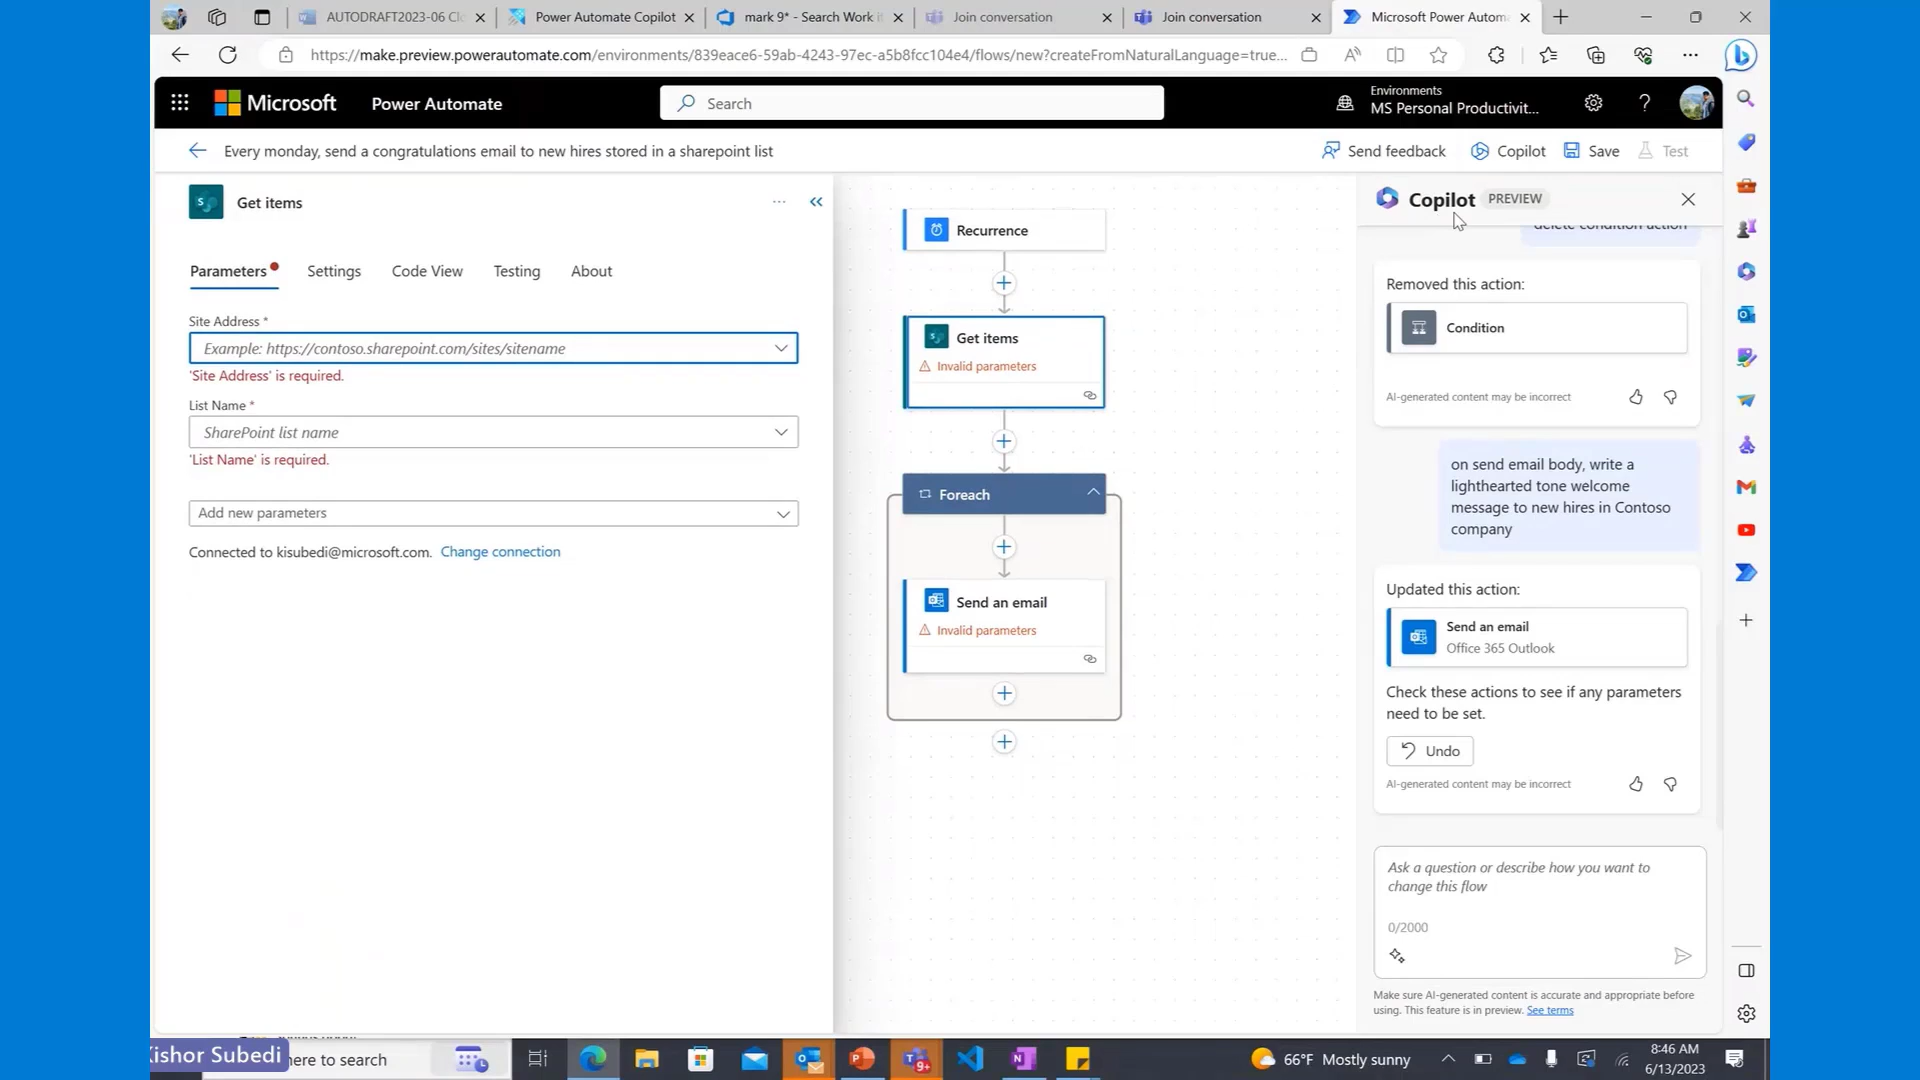 AUTODRAFT2023-06 Clo
Power Automate Copilot
mark 9* - Search Work it
Join conversation
Join conversation
Microsoft Power Autom
https://make.preview.powerautomate.com/environments/839eace6-59ab-4243-97ec-a5b8fcc104e4/flows/new?createFromNaturalLanguage=true...
Microsoft
Power Automate
Search
Environments
MS Personal Productivit...
Every monday, send a congratulations email to new hires stored in a sharepoint list
Send feedback
Copilot
Save
Test
Get items
Parameters
Settings
Code View
Testing
About
Site Address *
Example: https://contoso.sharepoint.com/sites/sitename
'Site Address' is required.
List Name *
SharePoint list name
'List Name' is required.
Add new parameters
Connected to kisubedi@microsoft.com. Change connection
Recurrence
Get items
Invalid parameters
Foreach
Send an email
Invalid parameters
Copilot PREVIEW
delete condition action
Removed this action:
Condition
AI-generated content may be incorrect
on send email body, write a
lighthearted tone welcome
message to new hires in Contoso
company
Updated this action:
Send an email
Office 365 Outlook
Check these actions to see if any parameters
need to be set.
Undo
AI-generated content may be incorrect
Ask a question or describe how you want to
change this flow
0/2000
Make sure AI-generated content is accurate and appropriate before
using. This feature is in preview. See terms
Kishor Subedi
here to search
9+
66°F Mostly sunny
8:46 AM
6/13/2023